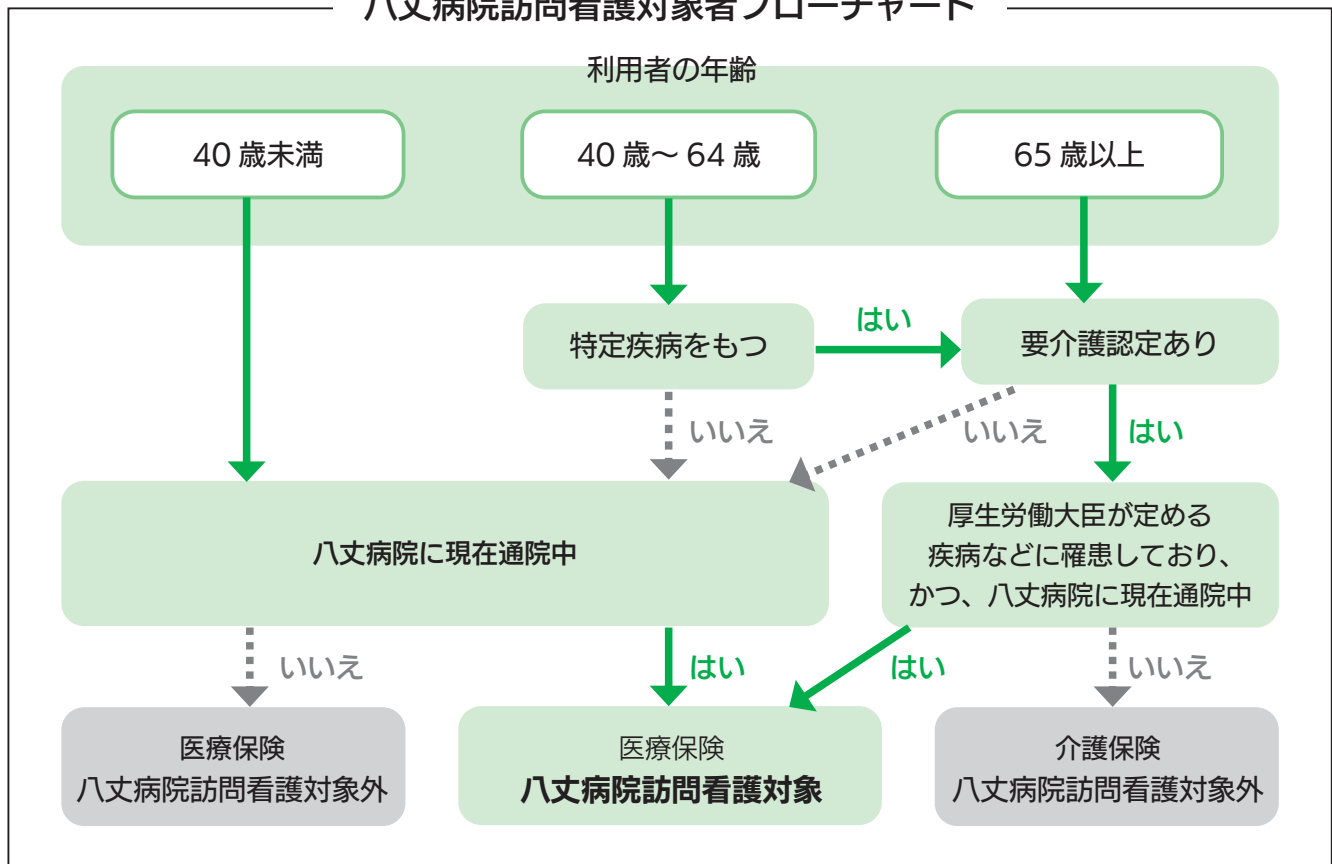 八丈病院訪問看護対象者フローチャート
利用者の年齢
40 歳未満
40 歳～ 64 歳
65 歳以上
特定疾病をもつ
はい
要介護認定あり
いいえ
いいえ
はい
八丈病院に現在通院中
厚生労働大臣が定める
疾病などに罹患しており、
かつ、八丈病院に現在通院中
いいえ
はい
はい
いいえ
医療保険
八丈病院訪問看護対象外
医療保険
八丈病院訪問看護対象
介護保険
八丈病院訪問看護対象外